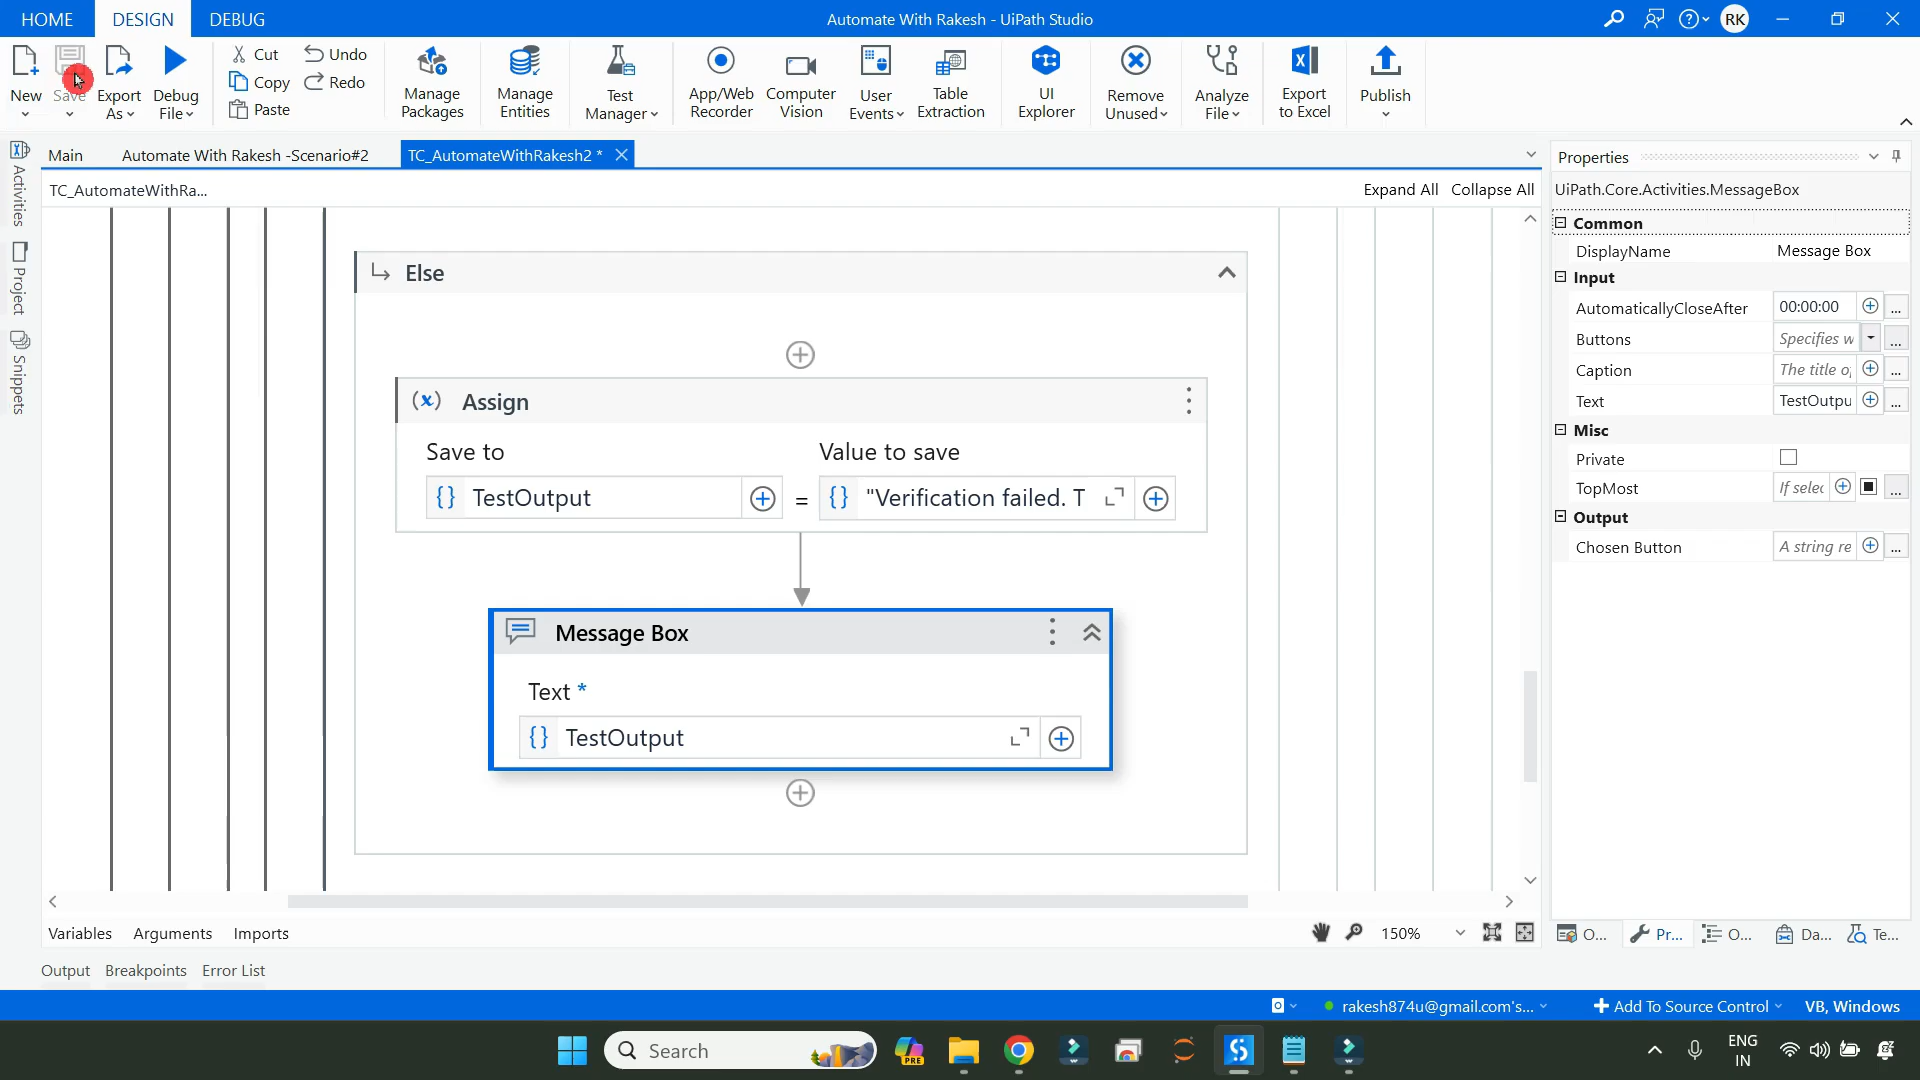 HOME DESIGN DEBUG
Automate With Rakesh - UiPath Studio
RK
New
Save
Export As
Debug File
Cut
Copy
Paste
Undo
Redo
Manage Packages
Manage Entities
Test Manager
App/Web Recorder
Computer Vision
User Events
Table Extraction
UI Explorer
Remove Unused
Analyze File
Export to Excel
Publish
Main
Automate With Rakesh -Scenario#2
TC_AutomateWithRakesh2 *
TC_AutomateWithRa...
Expand All Collapse All
Activities
Project
Snippets
Else
(x) Assign
Save to
Value to save
{} TestOutput
=
{} "Verification failed. T
Message Box
Text *
{} TestOutput
Properties
UiPath.Core.Activities.MessageBox
Common
DisplayName Message Box
Input
AutomaticallyCloseAfter 00:00:00 ...
Buttons Specifies w ...
Caption The title o ...
Text TestOutpu ...
Misc
Private
TopMost If selec ...
Output
Chosen Button A string re ...
Variables Arguments Imports
150%
O... Pr... O... Da... Te...
Output Breakpoints Error List
rakesh874u@gmail.com's...
Add To Source Control
VB, Windows
Search
PRE
ENG
IN